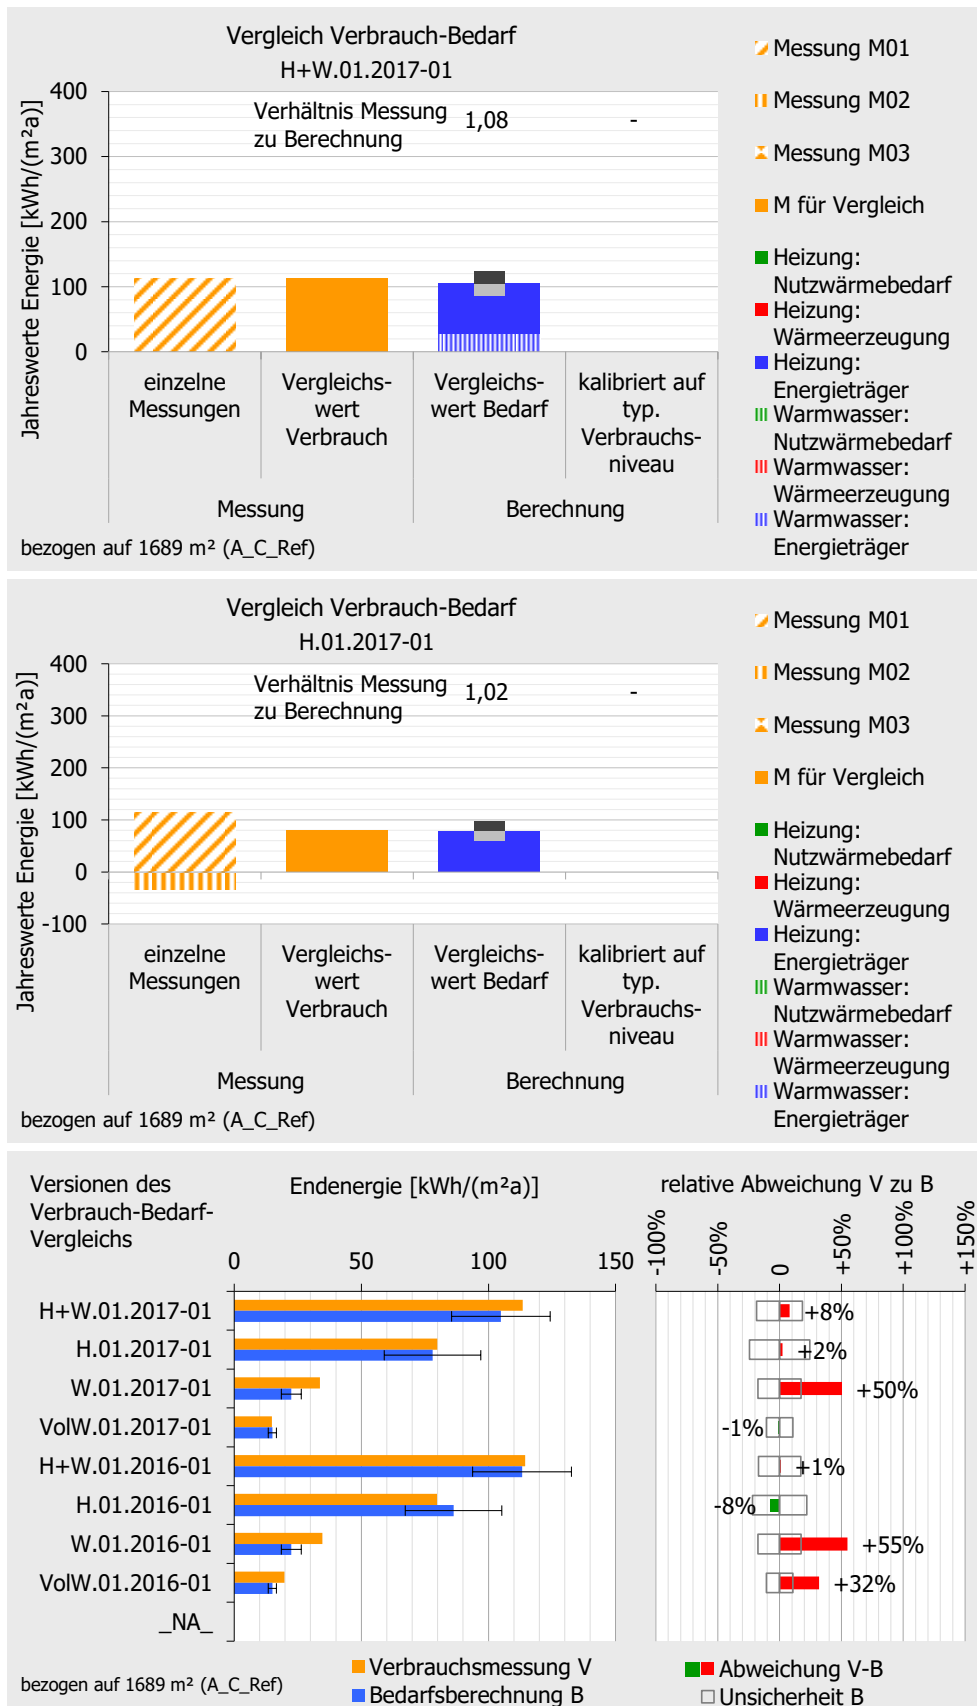 Vergleich Verbrauch-Bedarf
H+W.01.2017-01
Jahreswerte Energie [kWh/(m²a)]
400
300
200
100
0
Verhältnis Messung
zu Berechnung
1,08
-
einzelne
Messungen
Vergleichs-
wert
Verbrauch
Vergleichs-
wert Bedarf
kalibriert auf
typ.
Verbrauchs-
niveau
Messung
Berechnung
bezogen auf 1689 m² (A_C_Ref)
Messung M01
Messung M02
Messung M03
M für Vergleich
Heizung:
Nutzwärmebedarf
Heizung:
Wärmeerzeugung
Heizung:
Energieträger
Warmwasser:
Nutzwärmebedarf
Warmwasser:
Wärmeerzeugung
Warmwasser:
Energieträger
Vergleich Verbrauch-Bedarf
H.01.2017-01
Jahreswerte Energie [kWh/(m²a)]
400
300
200
100
0
-100
Verhältnis Messung
zu Berechnung
1,02
-
einzelne
Messungen
Vergleichs-
wert
Verbrauch
Vergleichs-
wert Bedarf
kalibriert auf
typ.
Verbrauchs-
niveau
Messung
Berechnung
bezogen auf 1689 m² (A_C_Ref)
Messung M01
Messung M02
Messung M03
M für Vergleich
Heizung:
Nutzwärmebedarf
Heizung:
Wärmeerzeugung
Heizung:
Energieträger
Warmwasser:
Nutzwärmebedarf
Warmwasser:
Wärmeerzeugung
Warmwasser:
Energieträger
Versionen des
Verbrauch-Bedarf-
Vergleichs
Endenergie [kWh/(m²a)]
0 50 100 150
relative Abweichung V zu B
-100% -50% 0 +50% +100% +150%
H+W.01.2017-01 +8%
H.01.2017-01 +2%
W.01.2017-01 +50%
VolW.01.2017-01 -1%
H+W.01.2016-01 +1%
H.01.2016-01 -8%
W.01.2016-01 +55%
VolW.01.2016-01 +32%
_NA_
bezogen auf 1689 m² (A_C_Ref)
Verbrauchsmessung V
Bedarfsberechnung B
Abweichung V-B
Unsicherheit B